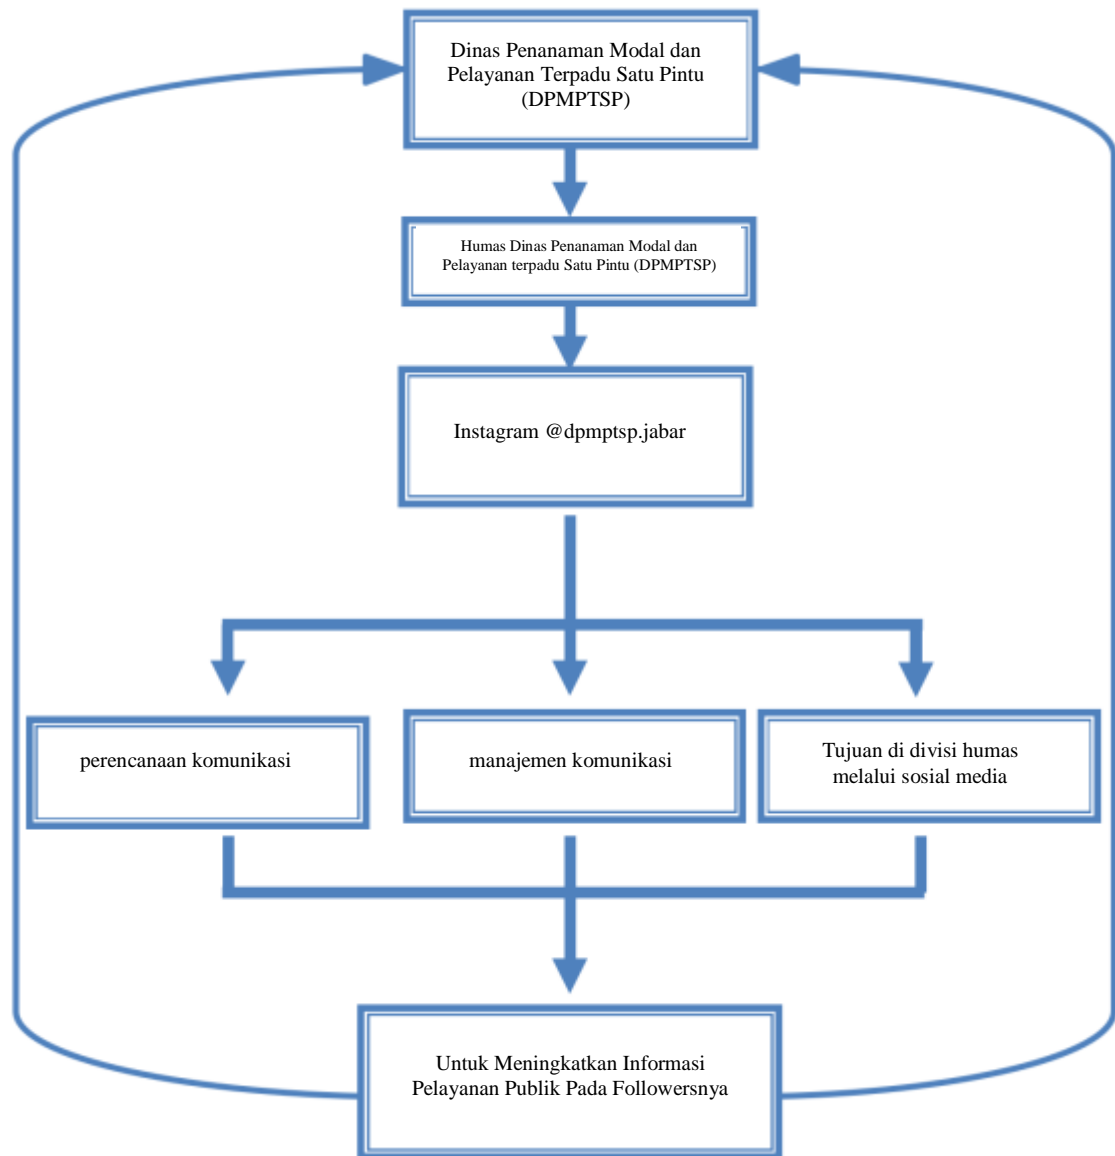 Dinas Penanaman Modal dan
Pelayanan Terpadu Satu Pintu
(DPMPTSP)
Humas Dinas Penanaman Modal dan
Pelayanan terpadu Satu Pintu (DPMPTSP)
Instagram @dpmptsp.jabar
perencanaan komunikasi
manajemen komunikasi
Tujuan di divisi humas
melalui sosial media
Untuk Meningkatkan Informasi
Pelayanan Publik Pada Followersnya